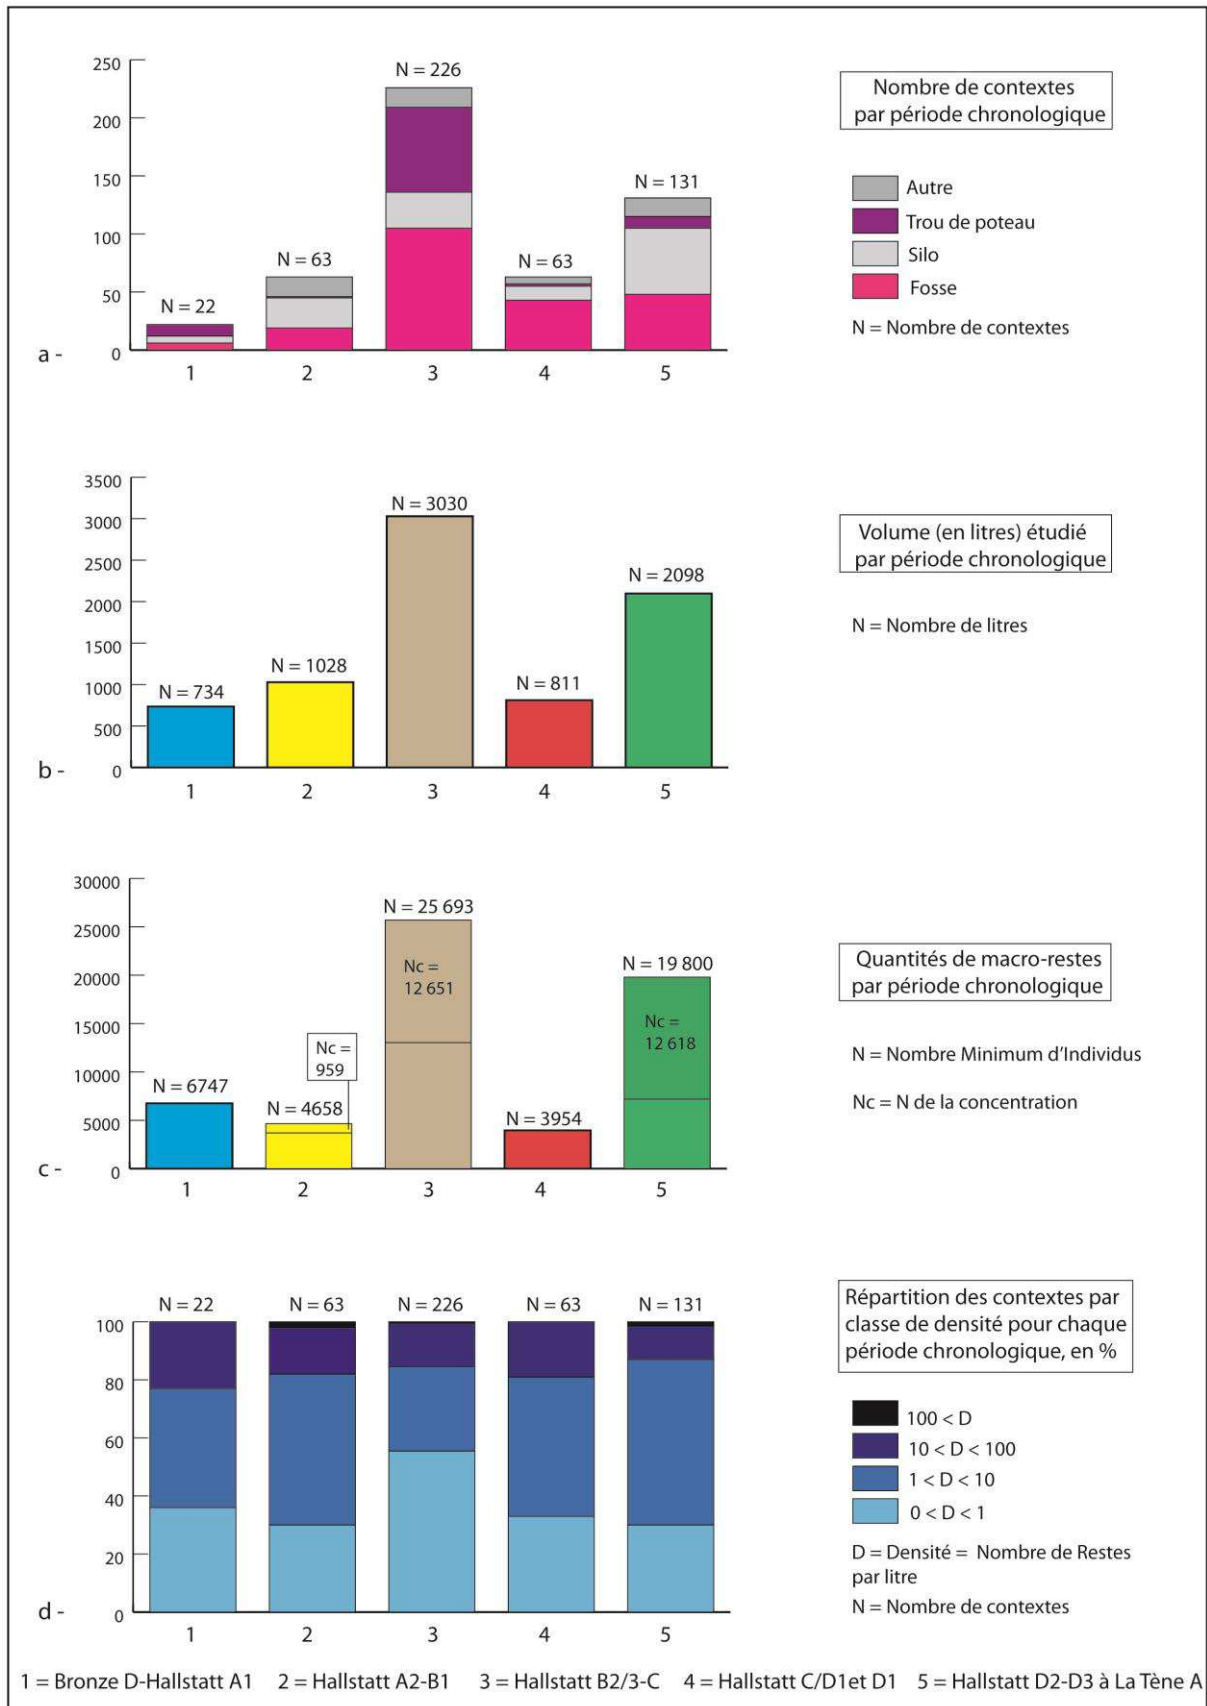 250
200
150
100
50
0
N = 22
N = 63
N = 226
N = 63
N = 131
a -
1
2
3
4
5
Nombre de contextes
par période chronologique
Autre
Trou de poteau
Silo
Fosse
N = Nombre de contextes
3500
3000
2500
2000
1500
1000
500
0
N = 734
N = 1028
N = 3030
N = 811
N = 2098
b -
1
2
3
4
5
Volume (en litres) étudié
par période chronologique
N = Nombre de litres
30000
25000
20000
15000
10000
5000
0
N = 6747
Nc =
959
N = 4658
N = 25 693
Nc =
12 651
N = 3954
N = 19 800
Nc =
12 618
c -
1
2
3
4
5
Quantités de macro-restes
par période chronologique
N = Nombre Minimum d'Individus
Nc = N de la concentration
100
80
60
40
20
0
N = 22
N = 63
N = 226
N = 63
N = 131
d -
1
2
3
4
5
Répartition des contextes par
classe de densité pour chaque
période chronologique, en %
100 < D
10 < D < 100
1 < D < 10
0 < D < 1
D = Densité = Nombre de Restes
par litre
N = Nombre de contextes
1 = Bronze D-Hallstatt A1 2 = Hallstatt A2-B1 3 = Hallstatt B2/3-C 4 = Hallstatt C/D1et D1 5 = Hallstatt D2-D3 à La Tène A